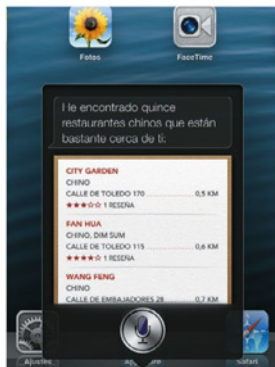 Fotos
FaceTime
He encontrado quince
restaurantes chinos que están
bastante cerca de ti:
CITY GARDEN
CHINO
CALLE DE TOLEDO 170 0,5 KM
★★★☆☆ 1 RESEÑA
FAN HUA
CHINO, DIM SUM
CALLE DE TOLEDO 115 0,6 KM
★★★★☆ 1 RESEÑA
WANG FENG
CHINO
CALLE DE EMBAJADORES 28 0,7 KM
Ajustes
Safari